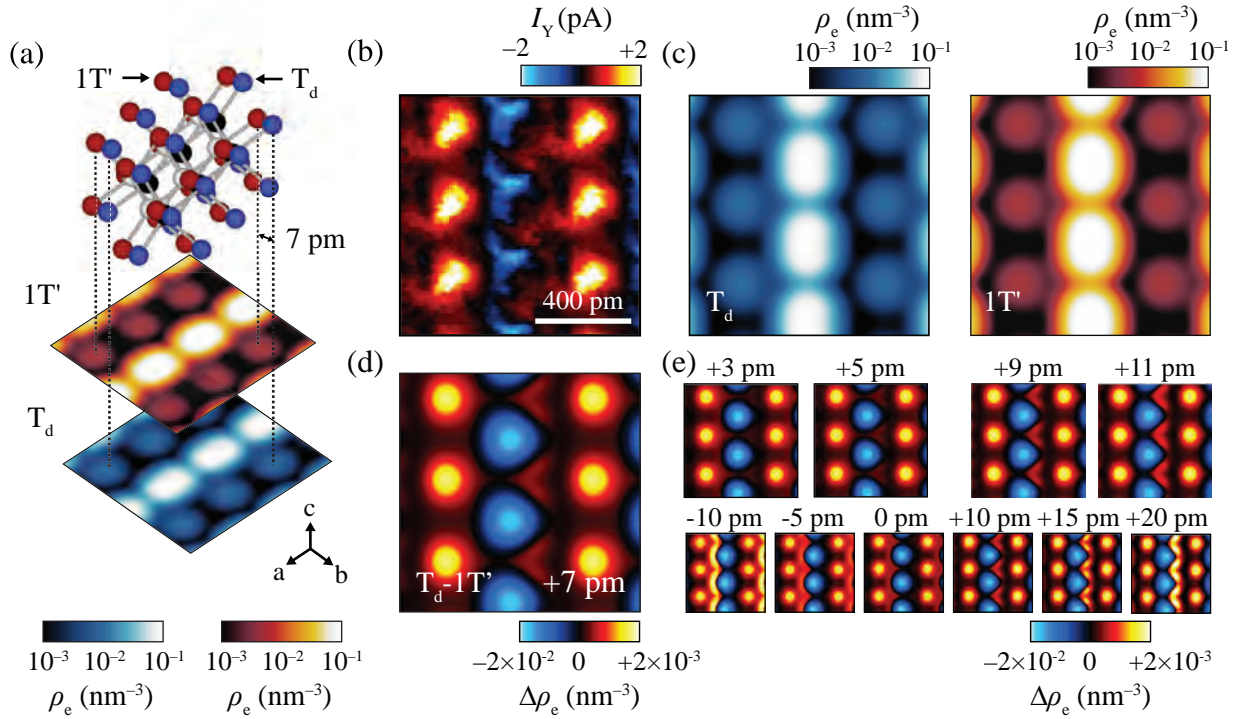 (a)
1T'
T_d
7 pm
1T'
T_d
c
a
b
10⁻³ 10⁻² 10⁻¹
ρ_e (nm⁻³)
10⁻³ 10⁻² 10⁻¹
ρ_e (nm⁻³)
(b)
I_Y (pA)
−2 +2
400 pm
(c)
ρ_e (nm⁻³)
10⁻³ 10⁻² 10⁻¹
T_d
ρ_e (nm⁻³)
10⁻³ 10⁻² 10⁻¹
1T'
(d)
T_d-1T’ +7 pm
−2×10⁻² 0 +2×10⁻³
Δρ_e (nm⁻³)
(e)
+3 pm +5 pm +9 pm +11 pm
-10 pm -5 pm 0 pm +10 pm +15 pm +20 pm
−2×10⁻² 0 +2×10⁻³
Δρ_e (nm⁻³)